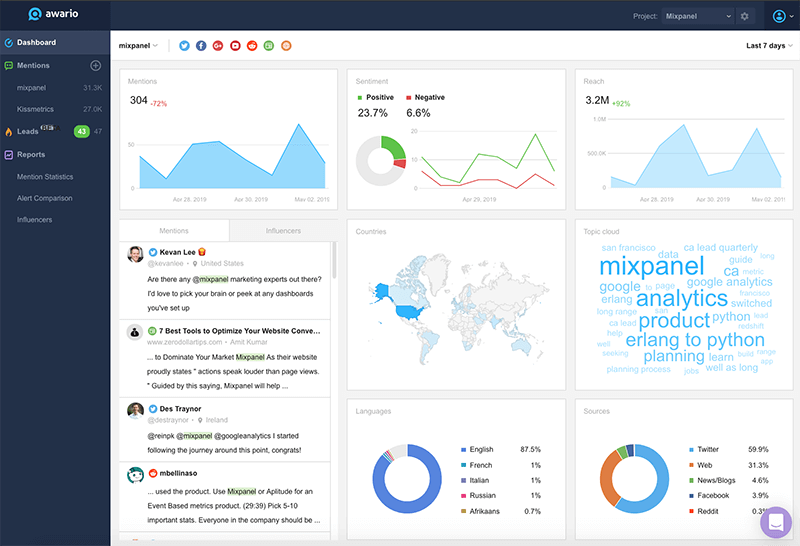 awario
Project: Mixpanel
Dashboard
Mentions
mixpanel 31.3K
Kissmetrics 27.0K
Leads BETA 43 47
Reports
Mention Statistics
Alert Comparison
Influencers
mixpanel
Last 7 days
Mentions
304 -72%
50
0
Apr 28, 2019 Apr 30, 2019 May 02, 2019
Sentiment
Positive Negative
23.7% 6.6%
20
10
0
Apr 29, 2019
Reach
3.2M +92%
1.0M
500.0K
0
Apr 28, 2019 Apr 30, 2019 May 02, 201
Mentions Influencers
Kevan Lee
@kevanlee United States
Are there any @mixpanel marketing experts out there?
I'd love to pick your brain or peek at any dashboards
you've set up
7 Best Tools to Optimize Your Website Conve...
www.zerodollartips.com Amit Kumar
... to Dominate Your Market Mixpanel As their website
proudly states " actions speak louder than page views.
" Guided by this saying, Mixpanel will help ...
Des Traynor
@destraynor Ireland
@reinpk @mixpanel @googleanalytics I started
following the journey around this point, congrats!
mbellinaso
... used the product. Use Mixpanel or Aplitude for an
Event Based metrics product. (29:39) Pick 5-10
important stats. Everyone in the company should be ...
Countries
Topic cloud
san francisco data ca lead quarterly
guide long
mixpanel ca metric
google to page google analytics
francisco
erlang analytics switched
long range san
ca lead product python lead
help redshift
well erlang to python
seeking planning learn build range
app
planning process jobs well as long
Languages
English 87.5%
French 1%
Italian 1%
Russian 1%
Afrikaans 0.7%
Sources
Twitter 59.9%
Web 31.3%
News/Blogs 4.6%
Facebook 3.9%
Reddit 0.3%